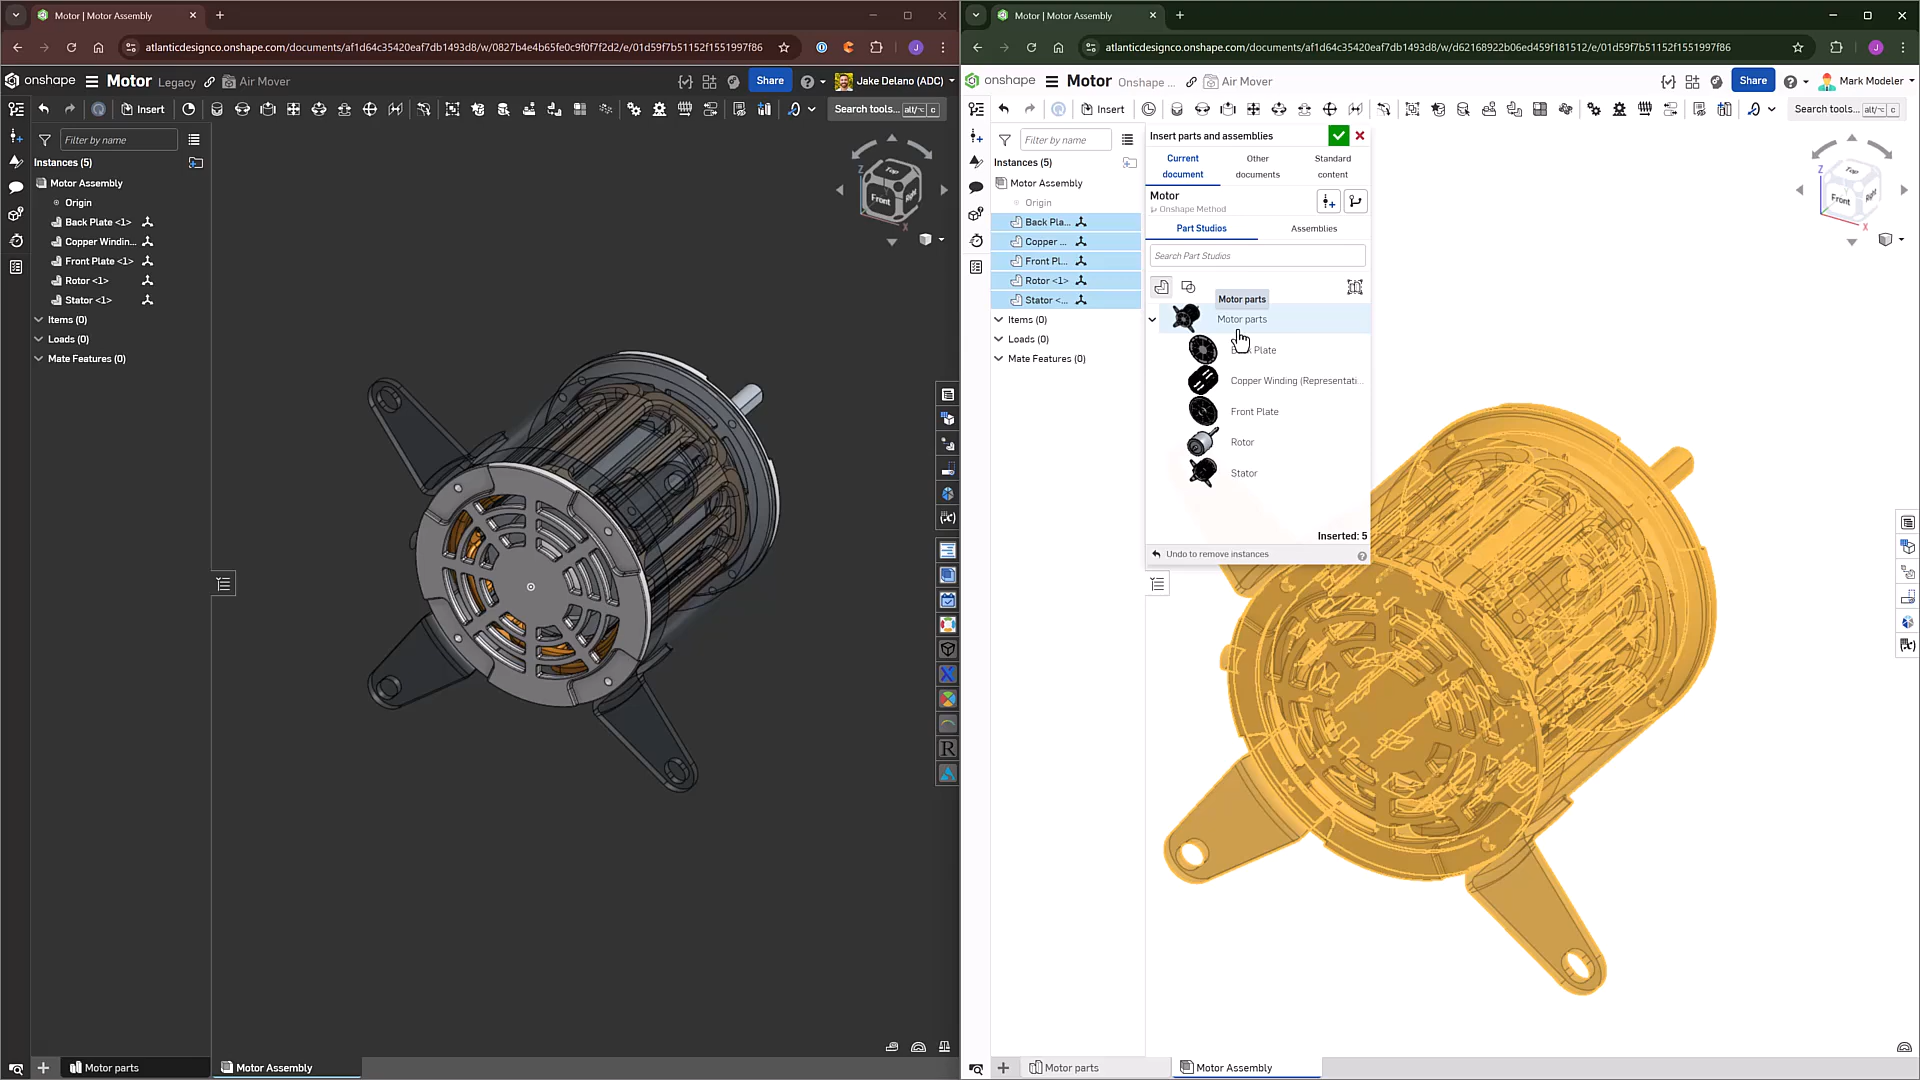 Motor | Motor Assembly
atlanticdesignco.onshape.com/documents/af1d64c35420eaf7db1493d8/w/0827b4e4b65fe0c9f0f7f2d2/e/01d59f7b51152f1551997f86
onshape
Motor
Legacy
Air Mover
Share
Jake Delano (ADC)
Insert
Search tools...
alt/⌥ c
Filter by name
Instances (5)
Motor Assembly
Origin
Back Plate <1>
Copper Windin...
Front Plate <1>
Rotor <1>
Stator <1>
Items (0)
Loads (0)
Mate Features (0)
Z
Top
Front
Right
X
Motor parts
Motor Assembly
Motor | Motor Assembly
atlanticdesignco.onshape.com/documents/af1d64c35420eaf7db1493d8/w/d62168922b06ed459f181512/e/01d59f7b51152f1551997f86
onshape
Motor
Onshape ...
Air Mover
Share
Mark Modeler
Insert
Search tools...
alt/⌥ c
Filter by name
Instances (5)
Motor Assembly
Origin
Back Pla...
Copper ...
Front Pl...
Rotor <1>
Stator <...
Items (0)
Loads (0)
Mate Features (0)
Insert parts and assemblies
Current document
Other documents
Standard content
Motor
Onshape Method
Part Studios
Assemblies
Search Part Studios
Motor parts
Motor parts
Back Plate
Copper Winding (Representati...
Front Plate
Rotor
Stator
Inserted: 5
Undo to remove instances
Z
Top
Front
Right
X
Motor parts
Motor Assembly